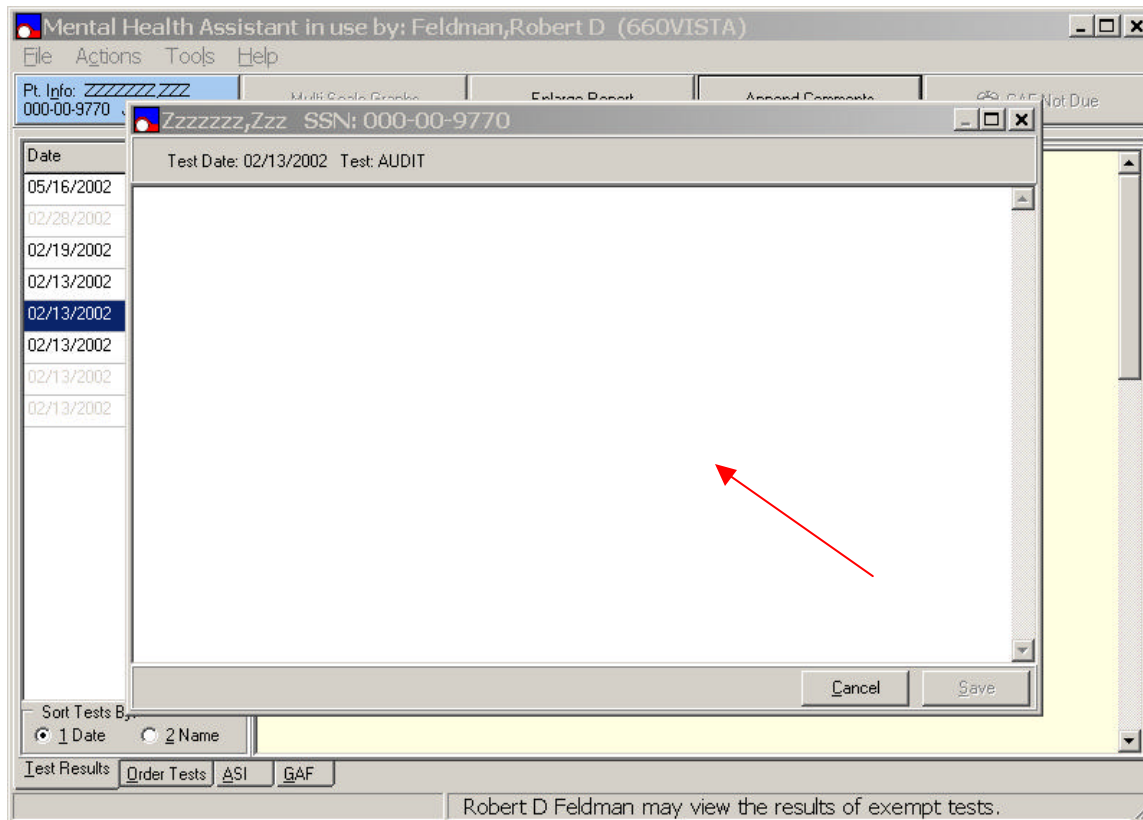 Mental Health Assistant in use by: Feldman,Robert D (660VISTA)
File Actions Tools Help
Pt. Info: ZZZZZZZ,ZZZ
000-00-9770
Multi Scale Graphs Enlarge Report Append Comments GAF Not Due
Zzzzzzz,Zzz SSN: 000-00-9770
Test Date: 02/13/2002 Test: AUDIT
Date
05/16/2002
02/28/2002
02/19/2002
02/13/2002
02/13/2002
02/13/2002
02/13/2002
02/13/2002
Cancel Save
Sort Tests By:
1 Date 2 Name
Test Results Order Tests ASI GAF
Robert D Feldman may view the results of exempt tests.